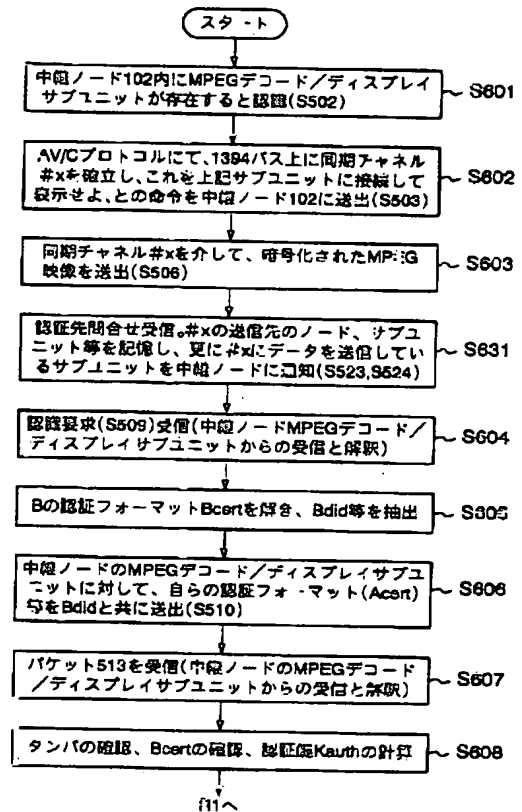 スタート
中継ノード102内にMPEGデコード／ディスプレイ
サブユニットが存在すると認識(S502)
S601
AV/Cプロトコルにて、1394バス上に同期チャネル
#xを確立し、これを上記サブユニットに接続して
表示せよ、との命令を中継ノード102に送出(S503)
S602
同期チャネル#xを介して、暗号化されたMPEG
映像を送出(S506)
S603
認証先問合せ受信。#xの送信先のノード、サブユ
ニット等を記憶し、更に#xにデータを送信してい
るサブユニットを中継ノードに通知(S523,S524)
S631
認証要求(S509)受信(中継ノードMPEGデコード／
ディスプレイサブユニットからの受信と解釈)
S604
Bの認証フォーマットBcertを解き、Bdid等を抽出
S605
中継ノードのMPEGデコード／ディスプレイサブユ
ニットに対して、自らの認証フォーマット(Acert)
等をBdidと共に送出(S510)
S606
パケット513を受信(中継ノードのMPEGデコード
／ディスプレイサブユニットからの受信と解釈)
S607
タンパの確認、Bcertの確認、認証鍵Kauthの計算
S608